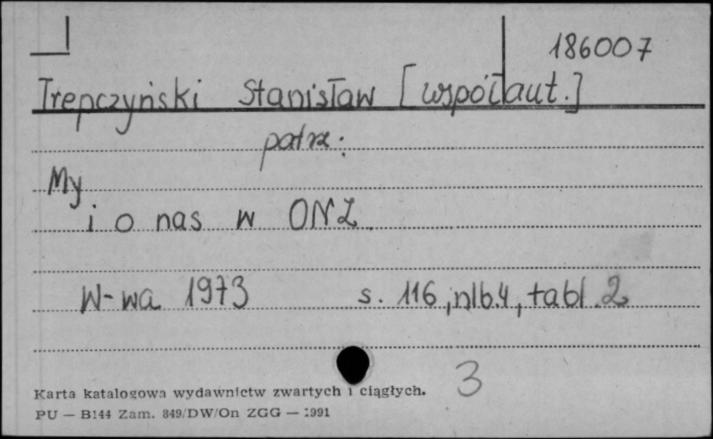 186007
Trepczyński Stanisław [współaut.]
patrz:
My
i o nas w ONZ
W-wa 1973 s. 116, nlb. 4, tabl. 2
3
Karta katalogowa wydawnictw zwartych i ciągłych.
PU — B144 Zam. 849/DW/On ZGG — 1991